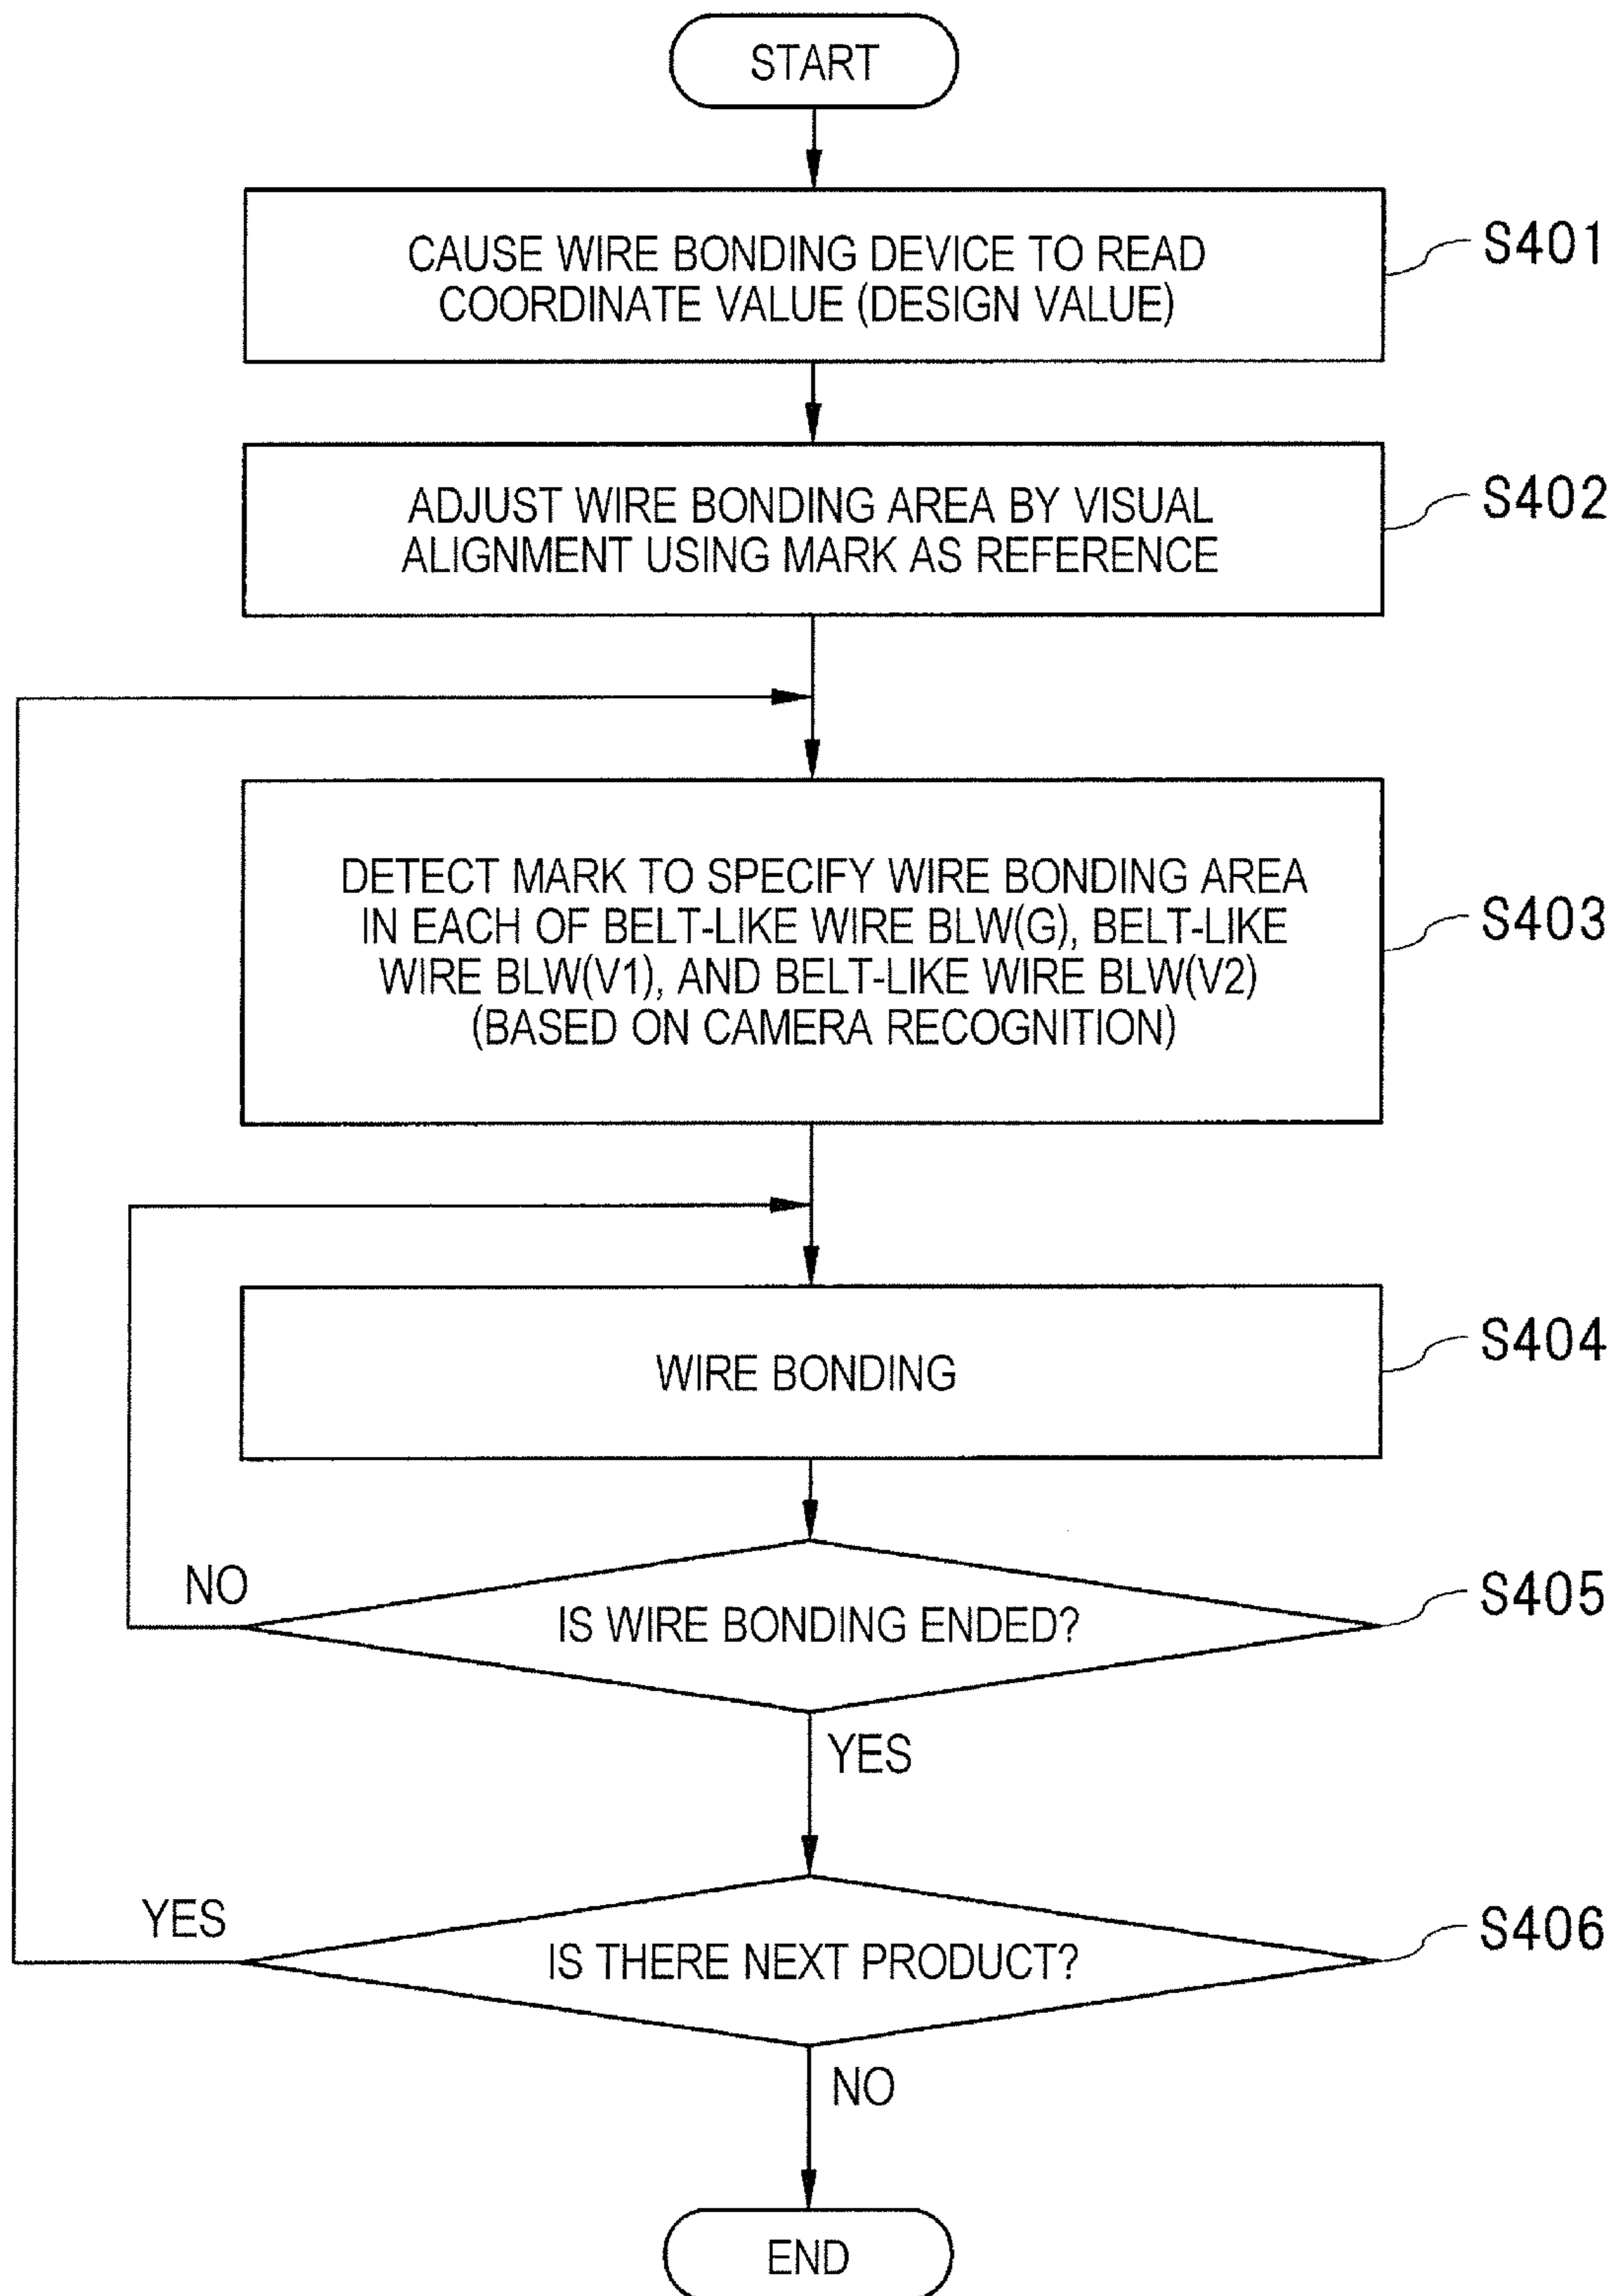 START
CAUSE WIRE BONDING DEVICE TO READ
COORDINATE VALUE (DESIGN VALUE)
S401
ADJUST WIRE BONDING AREA BY VISUAL
ALIGNMENT USING MARK AS REFERENCE
S402
DETECT MARK TO SPECIFY WIRE BONDING AREA
IN EACH OF BELT-LIKE WIRE BLW(G), BELT-LIKE
WIRE BLW(V1), AND BELT-LIKE WIRE BLW(V2)
(BASED ON CAMERA RECOGNITION)
S403
WIRE BONDING
S404
NO
IS WIRE BONDING ENDED?
S405
YES
YES
IS THERE NEXT PRODUCT?
S406
NO
END